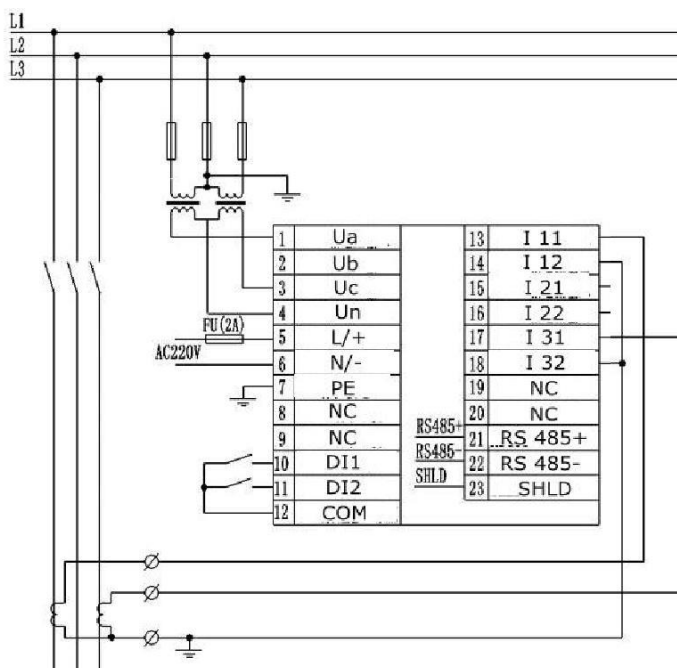 L1
L2
L3
1 Ua 13 I 11
2 Ub 14 I 12
3 Uc 15 I 21
4 Un 16 I 22
FU(2A) 5 L/+ 17 I 31
AC220V 6 N/- 18 I 32
7 PE 19 NC
8 NC 20 NC
RS485+
9 NC 21 RS 485+
RS485-
10 DI1 22 RS 485-
SHLD
11 DI2 23 SHLD
12 COM